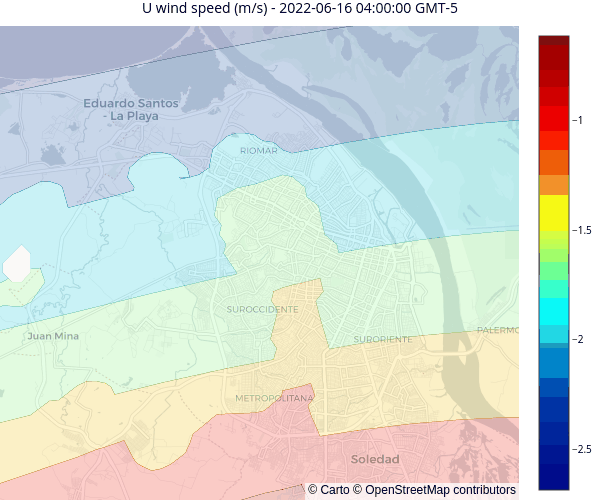 U wind speed (m/s) - 2022-06-16 04:00:00 GMT-5
Eduardo Santos
- La Playa
RIOMAR
−1
−1.5
SUROCCIDENTE
Juan Mina
SURORIENTE
PALERMO
−2
METROPOLITANA
−2.5
Soledad
© Carto © OpenStreetMap contributors